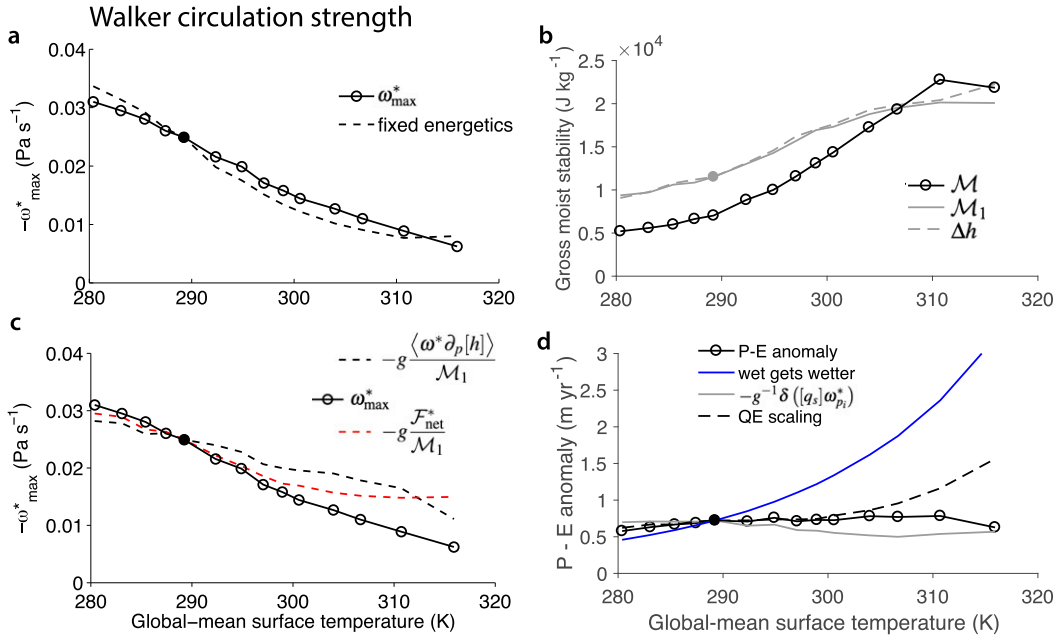 Walker circulation strength
a
0.04
0.03
0.02
0.01
0
−ω*max (Pa s−1)
ω*max
fixed energetics
280 290 300 310 320
b
×10^4
2.5
2
1.5
1
0.5
0
Gross moist stability (J kg-1)
M
M1
Δh
280 290 300 310 320
c
0.04
0.03
0.02
0.01
0
−ω*max (Pa s−1)
−g⟨ω*∂p[h]⟩/M1
ω*max
−gF*net/M1
280 290 300 310 320
Global−mean surface temperature (K)
d
3
2.5
2
1.5
1
0.5
0
P - E anomaly (m yr-1)
P-E anomaly
wet gets wetter
−g−1δ([qs]ω*pi)
QE scaling
280 290 300 310 320
Global-mean surface temperature (K)